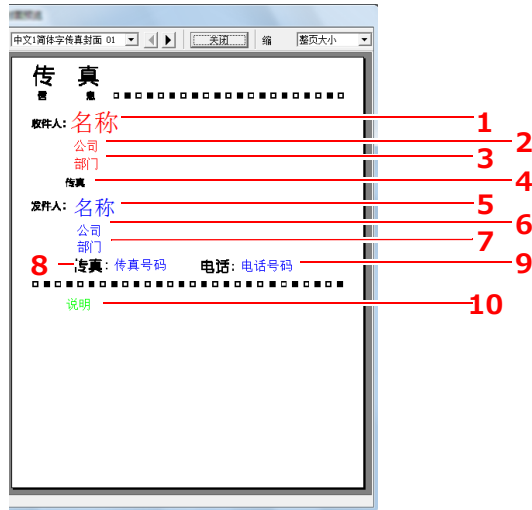 中文1简体字传真封面 01 关闭 缩 整页大小
传 真
信 息
收件人: 名称 1
公司 2
部门 3
传真 4
发件人: 名称 5
公司 6
部门 7
8 传真: 传真号码 电话: 电话号码 9
说明 10